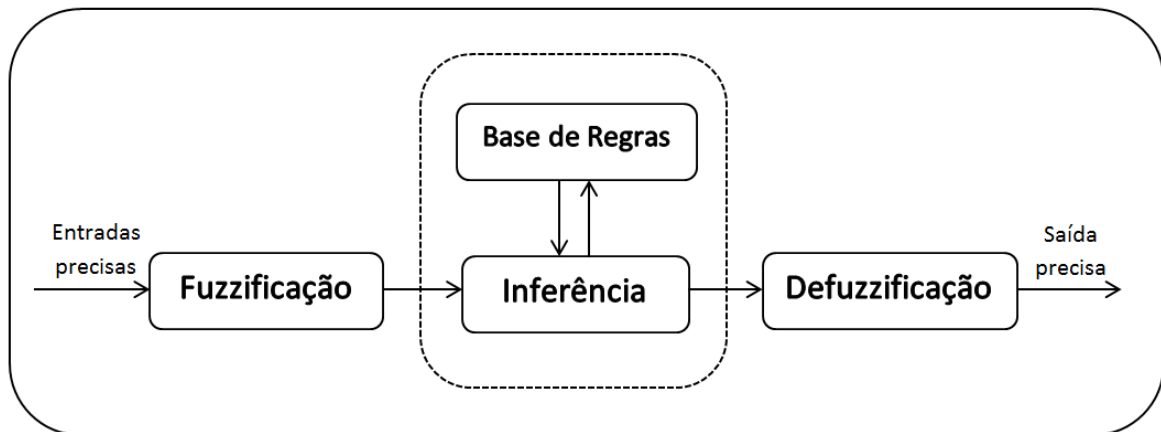 Base de Regras
Entradas
precisas
Fuzzificação
Inferência
Defuzzificação
Saída
precisa